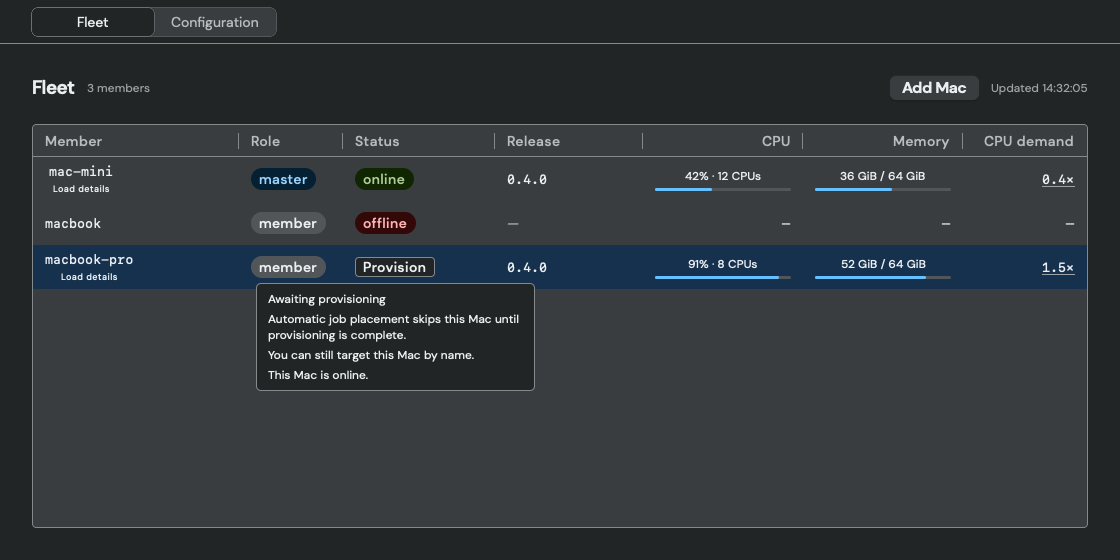 Fleet Configuration
Fleet 3 members Add Mac Updated 14:32:05
Member Role Status Release CPU Memory CPU demand
mac-mini master online 0.4.0 42% · 12 CPUs 36 GiB / 64 GiB 0.4×
Load details
macbook member offline — — — —
macbook-pro member Provision 0.4.0 91% · 8 CPUs 52 GiB / 64 GiB 1.5×
Load details
Awaiting provisioning
Automatic job placement skips this Mac until
provisioning is complete.
You can still target this Mac by name.
This Mac is online.